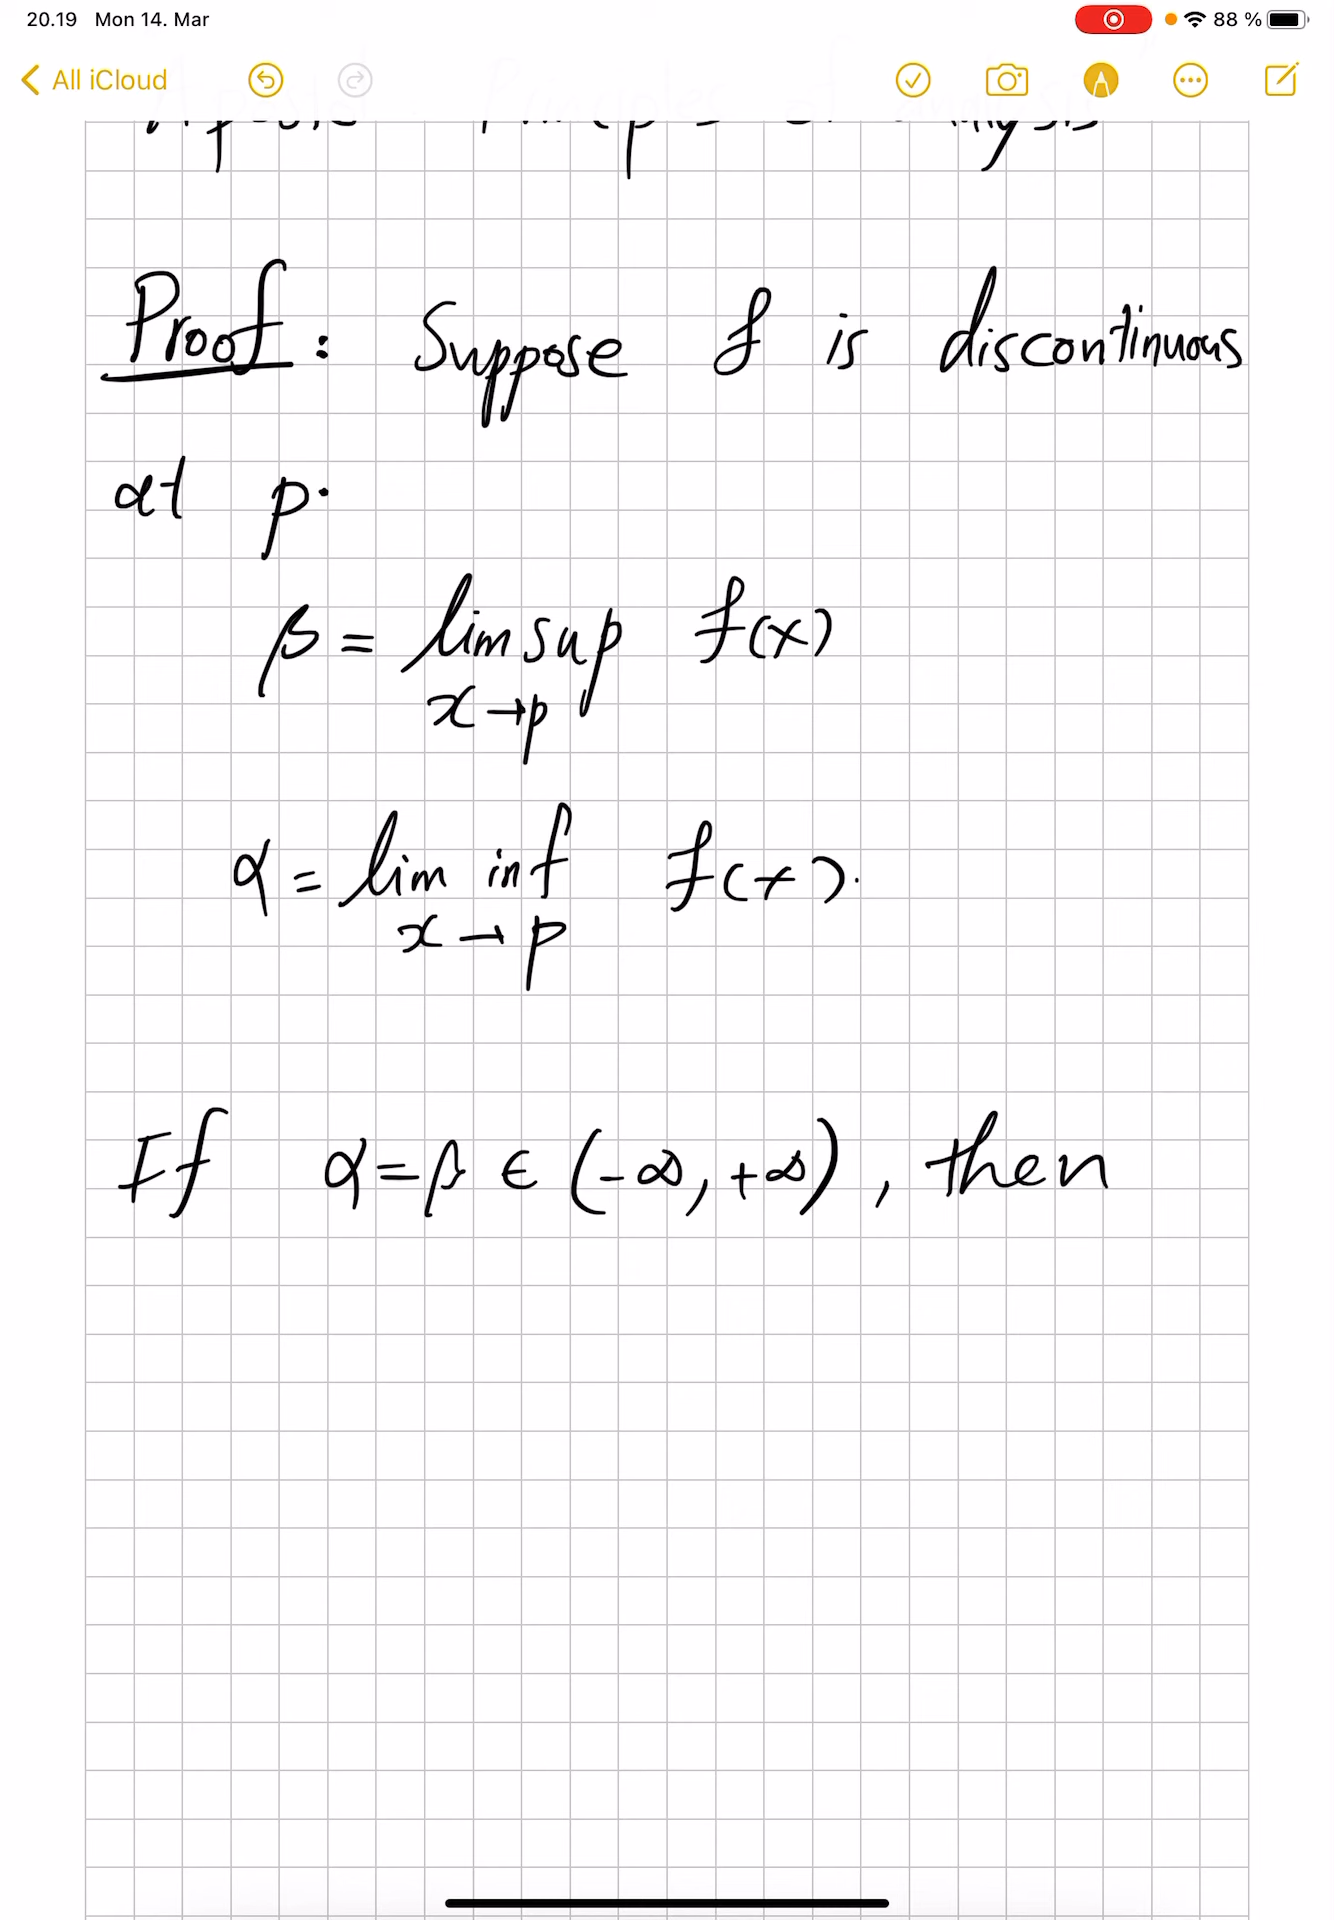 20.19 Mon 14. Mar 88 %
All iCloud
Proof: Suppose f is discontinuous
at p.
β = lim sup f(x)
x→p
α = lim inf f(x).
x→p
If α=β ∈ (-∞, +∞), then